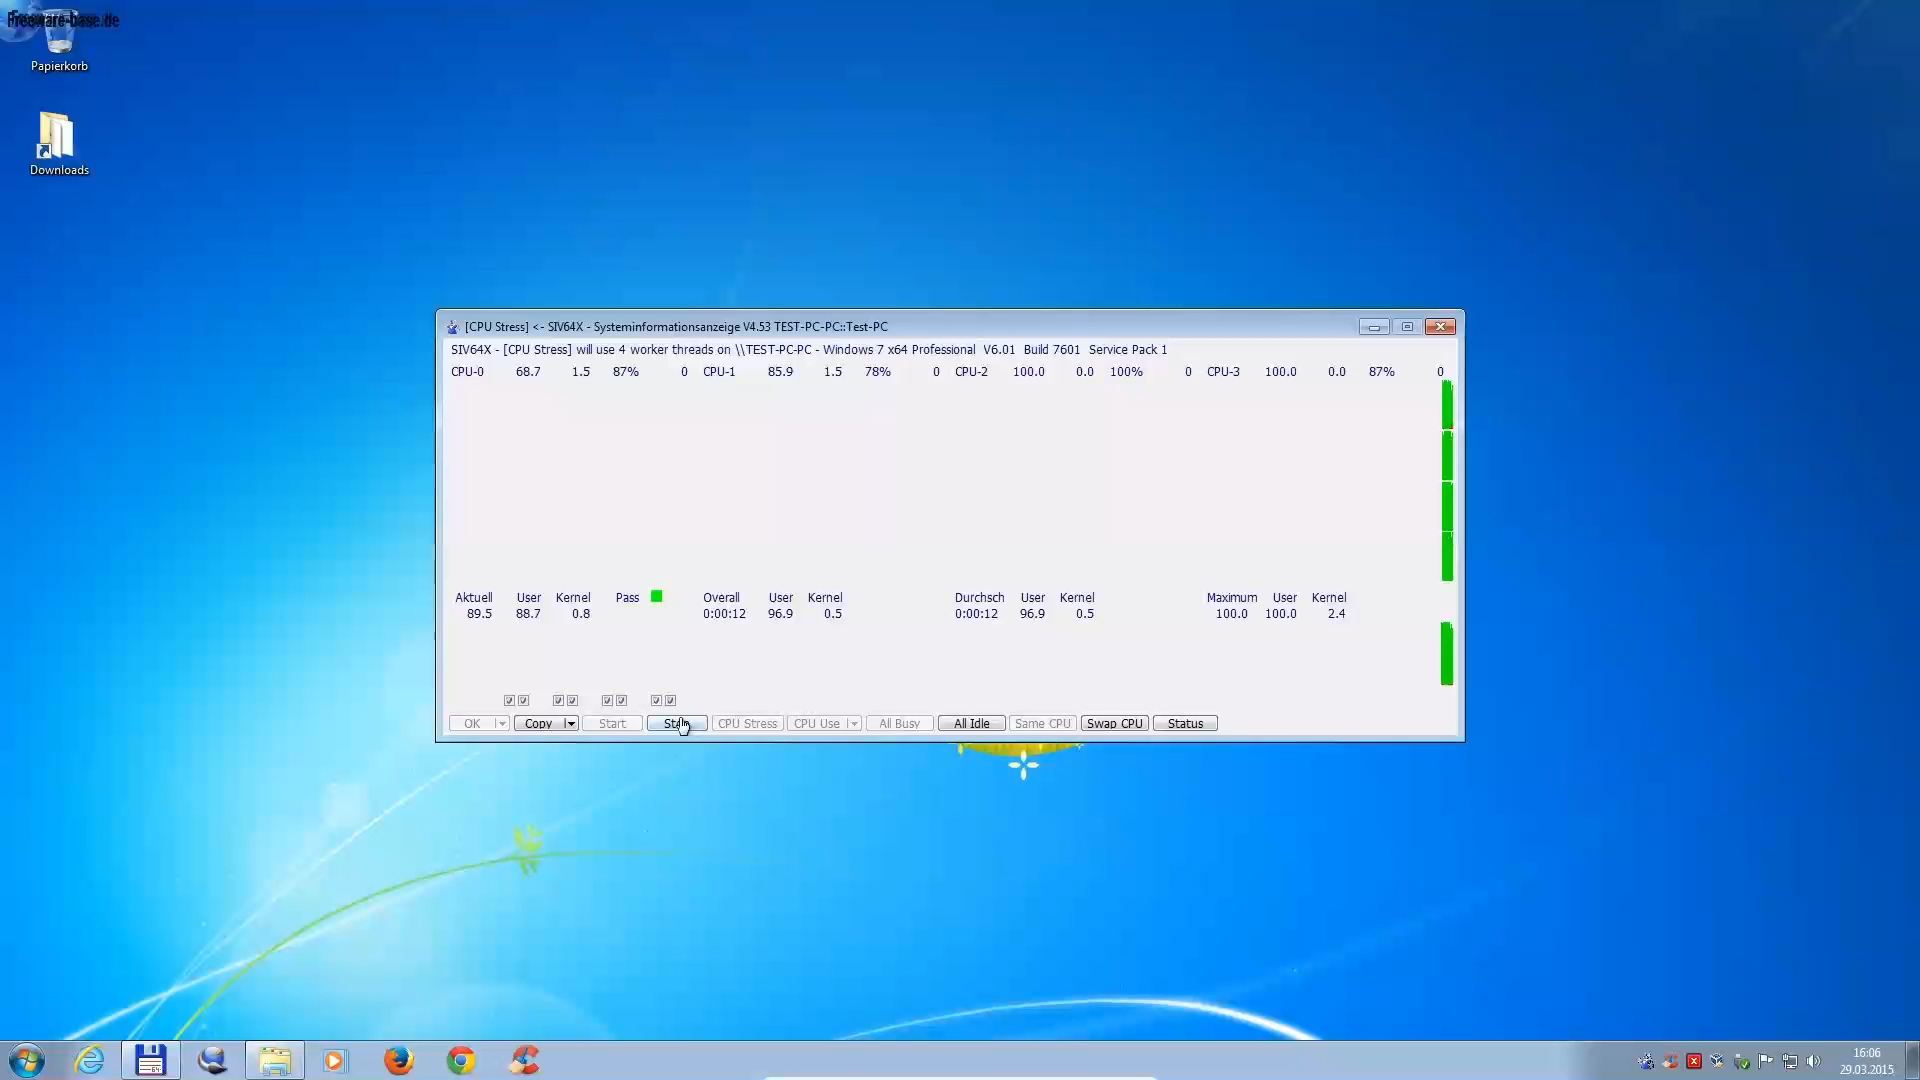 Freeware-base.de
Papierkorb
Downloads
[CPU Stress] <- SIV64X - Systeminformationsanzeige V4.53 TEST-PC-PC::Test-PC
SIV64X - [CPU Stress] will use 4 worker threads on \\TEST-PC-PC - Windows 7 x64 Professional V6.01 Build 7601 Service Pack 1
CPU-0 68.7 1.5 87% 0 CPU-1 85.9 1.5 78% 0 CPU-2 100.0 0.0 100% 0 CPU-3 100.0 0.0 87% 0
Aktuell User Kernel Pass Overall User Kernel Durchsch User Kernel Maximum User Kernel
89.5 88.7 0.8 0:00:12 96.9 0.5 0:00:12 96.9 0.5 100.0 100.0 2.4
OK Copy Start CPU Stress CPU Use All Busy All Idle Same CPU Swap CPU Status
64
16:06
29.03.2015